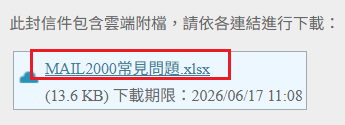 此封信件包含雲端附檔，請依各連結進行下載：
MAIL2000常見問題.xlsx
(13.6 KB) 下載期限：2026/06/17 11:08